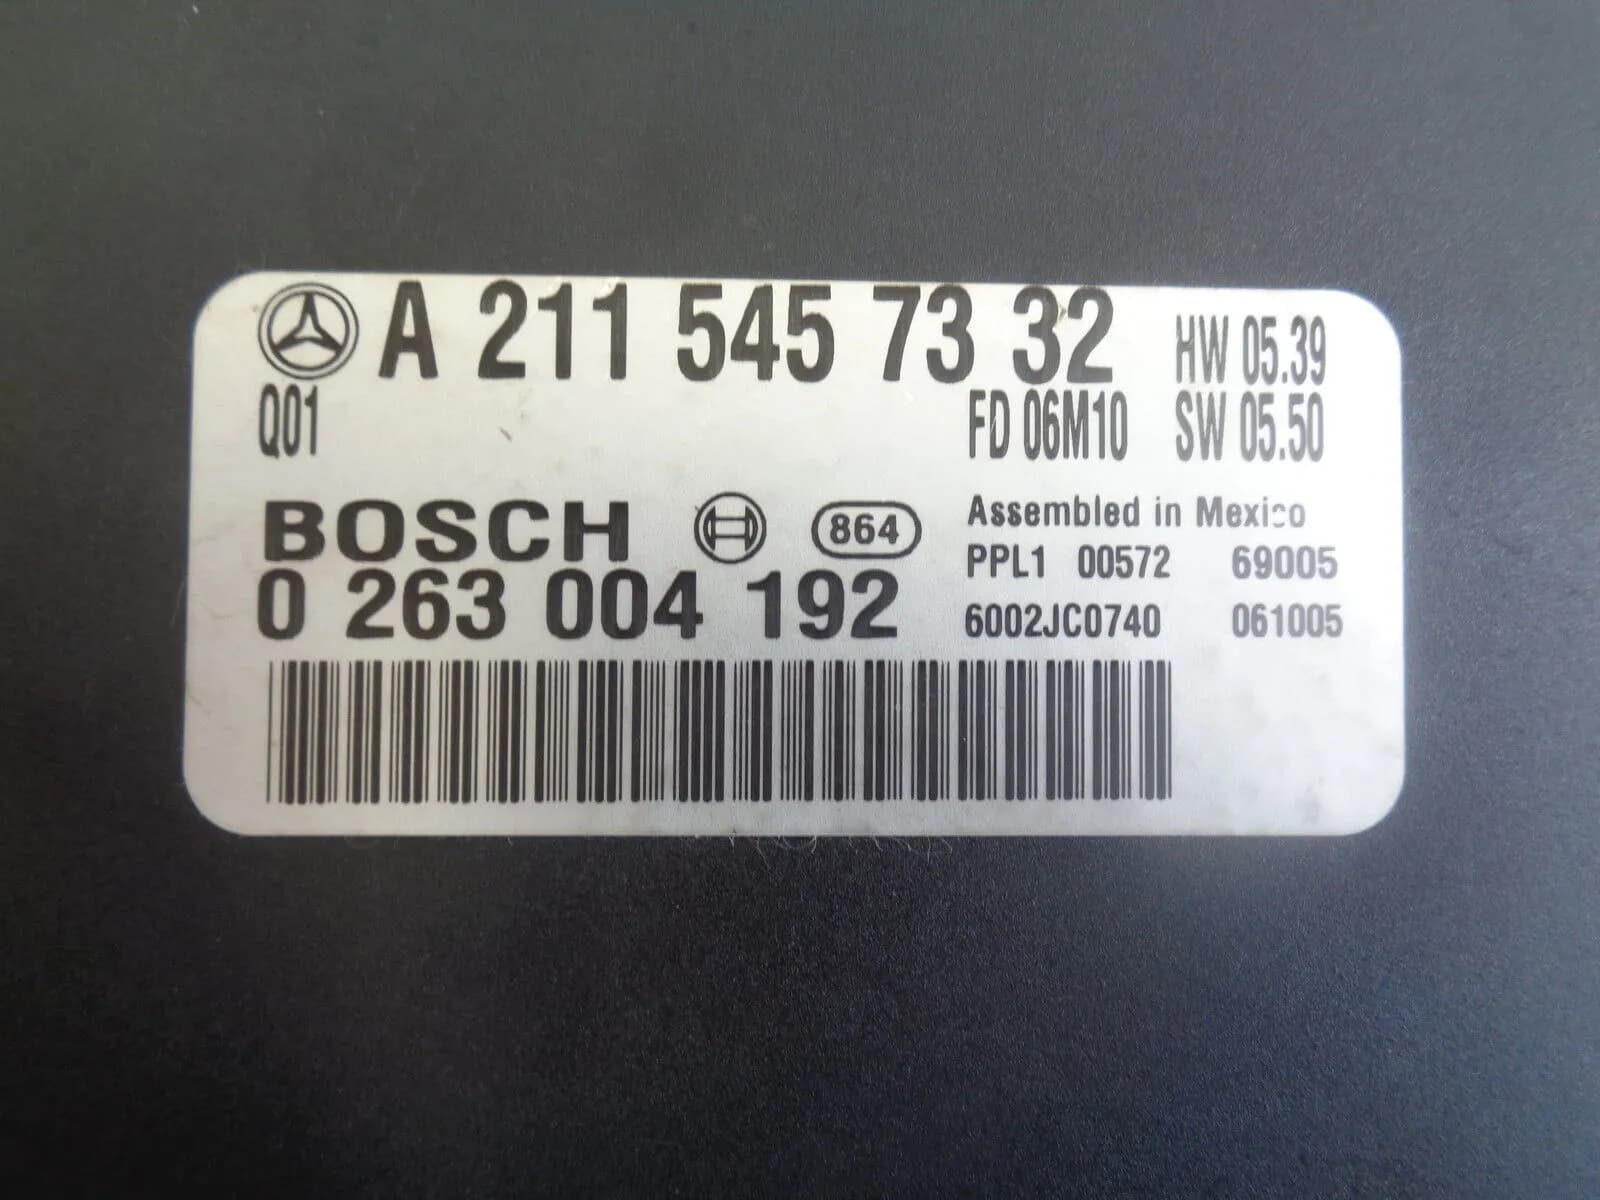 A 211 545 73 32 HW 05.39
Q01 FD 06M10 SW 05.50
BOSCH 864 Assembled in Mexico
0 263 004 192 PPL1 00572 69005
6002JC0740 061005